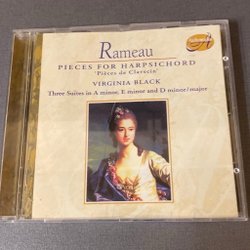 Rameau
PIECES FOR HARPSICHORD
'Pièces de Clavecin'
VIRGINIA BLACK
Three Suites in A minor, E minor and D minor/major